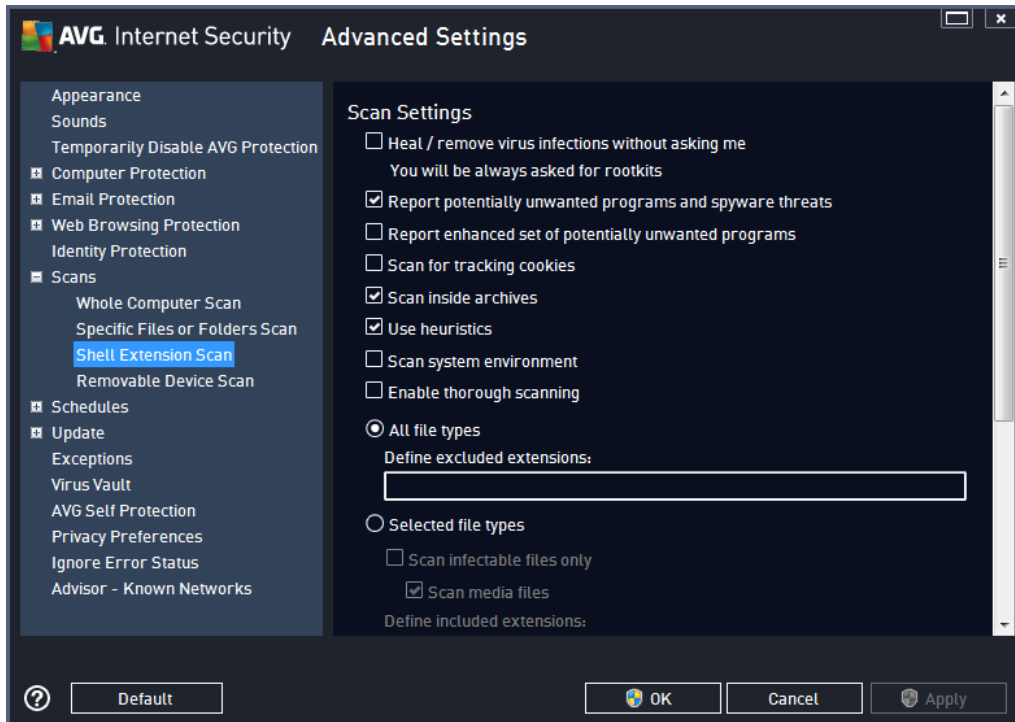 AVG. Internet Security Advanced Settings
Appearance
Sounds
Temporarily Disable AVG Protection
Computer Protection
Email Protection
Web Browsing Protection
Identity Protection
Scans
Whole Computer Scan
Specific Files or Folders Scan
Shell Extension Scan
Removable Device Scan
Schedules
Update
Exceptions
Virus Vault
AVG Self Protection
Privacy Preferences
Ignore Error Status
Advisor - Known Networks
Scan Settings
Heal / remove virus infections without asking me
You will be always asked for rootkits
Report potentially unwanted programs and spyware threats
Report enhanced set of potentially unwanted programs
Scan for tracking cookies
Scan inside archives
Use heuristics
Scan system environment
Enable thorough scanning
All file types
Define excluded extensions:
Selected file types
Scan infectable files only
Scan media files
Define included extensions:
? Default OK Cancel Apply